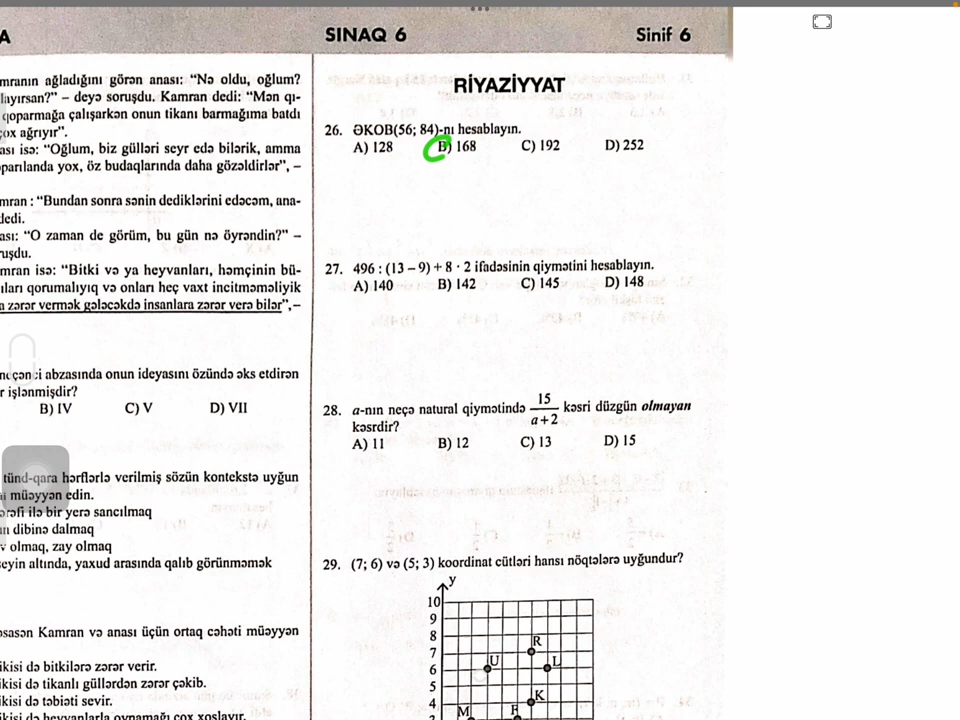 A
SINAQ 6
Sinif 6
mranın ağladığını görən anası: “Nə oldu, oğlum?
layırsan?” – deyə soruşdu. Kamran dedi: “Mən qı-
qoparmağa çalışarkən onun tikanı barmağıma batdı
çox ağrıyır”.
ası isə: “Oğlum, biz gülləri seyr edə bilərik, amma
parılanda yox, öz budaqlarında daha gözəldirlər”, –
mran : “Bundan sonra sənin dediklərini edəcəm, ana-
dedi.
ası: “O zaman de görüm, bu gün nə öyrəndin?” –
ruşdu.
mran isə: “Bitki və ya heyvanları, həmçinin bü-
ıları qorumalıyıq və onları heç vaxt incitməməliyik
a zərər vermək gələcəkdə insanlara zərər verə bilər”,–
abzasında onun ideyasını özündə əks etdirən
r işlənmişdir?
B) IV C) V D) VII
tünd-qara hərflərlə verilmiş sözün kontekstə uyğun
müəyyən edin.
ərəfi ilə bir yerə sancılmaq
dibinə dalmaq
v olmaq, zay olmaq
eyin altında, yaxud arasında qalıb görünməmək
əsasən Kamran və anası üçün ortaq cəhəti müəyyən
ikisi də bitkilərə zərər verir.
ikisi də tikanlı güllərdən zərər çəkib.
ikisi də təbiəti sevir.
ikisi də heyvanlarla oynamağı çox xoşlayır.
RİYAZİYYAT
26. ƏKOB(56; 84)-nı hesablayın.
A) 128 B) 168 C) 192 D) 252
27. 496 : (13 – 9) + 8 · 2 ifadəsinin qiymətini hesablayın.
A) 140 B) 142 C) 145 D) 148
28. a-nın neçə natural qiymətində 15/(a+2) kəsri düzgün olmayan
kəsrdir?
A) 11 B) 12 C) 13 D) 15
29. (7; 6) və (5; 3) koordinat cütləri hansı nöqtələrə uyğundur?
y
10
9
8
R
7
U L
6
5
K
4
M F
3